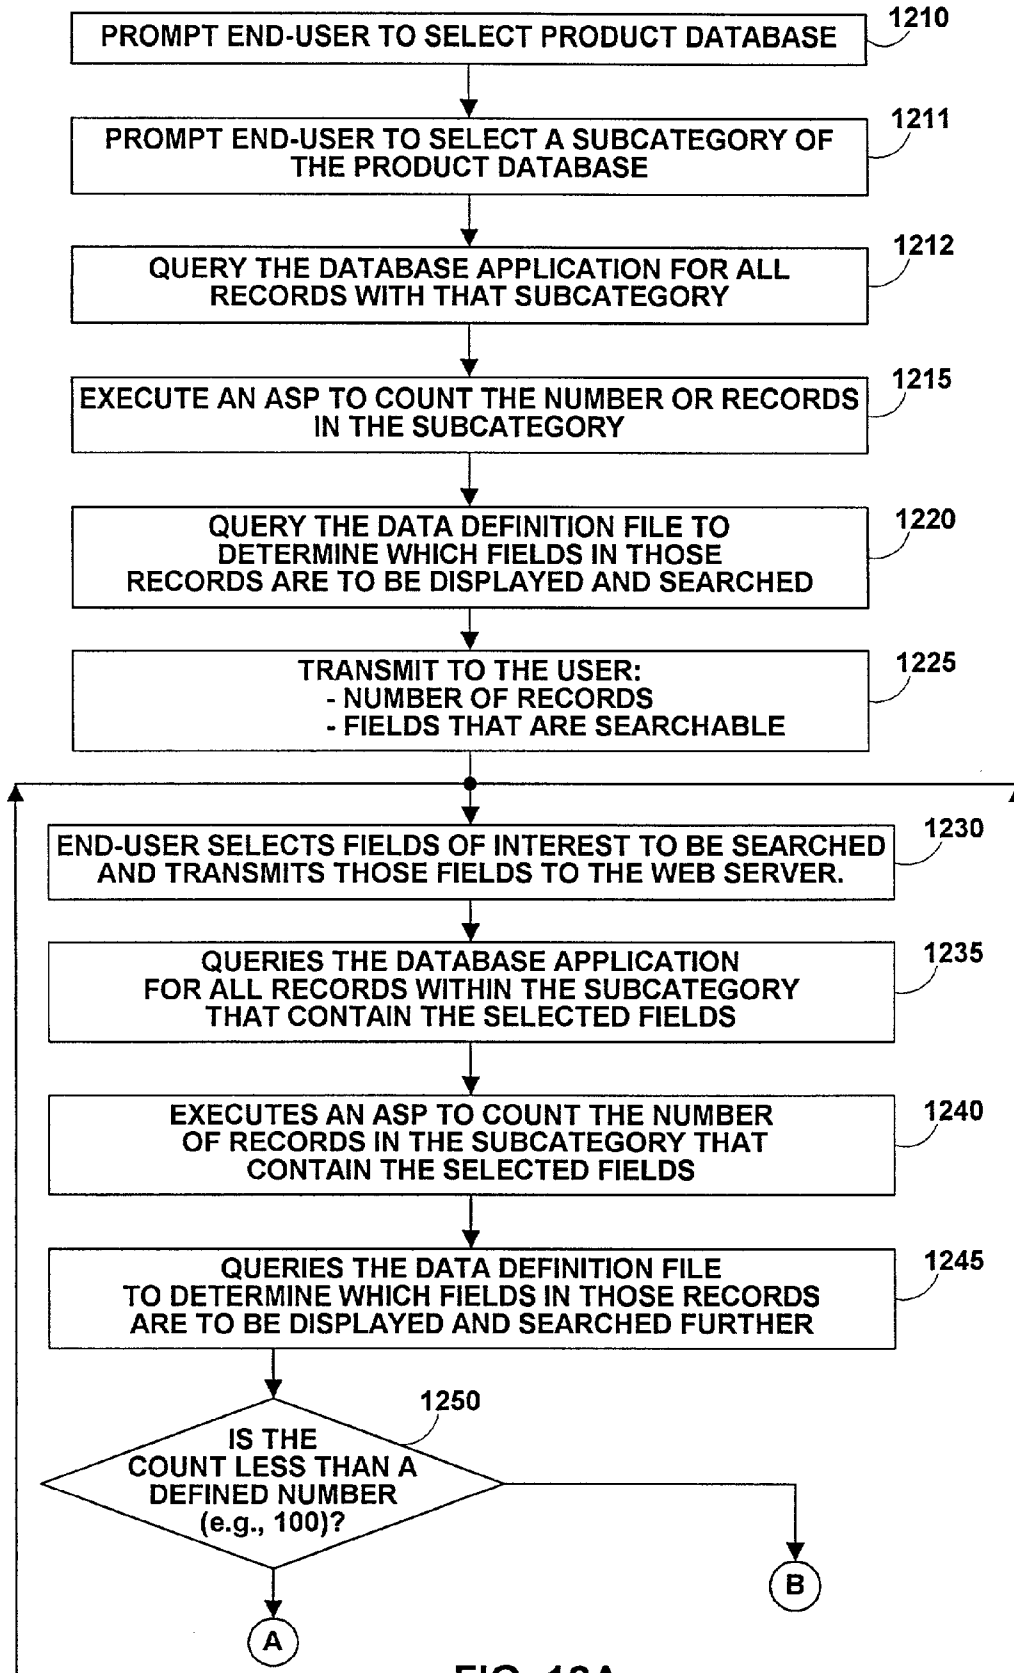 1210
PROMPT END-USER TO SELECT PRODUCT DATABASE
1211
PROMPT END-USER TO SELECT A SUBCATEGORY OF
THE PRODUCT DATABASE
1212
QUERY THE DATABASE APPLICATION FOR ALL
RECORDS WITH THAT SUBCATEGORY
1215
EXECUTE AN ASP TO COUNT THE NUMBER OR RECORDS
IN THE SUBCATEGORY
1220
QUERY THE DATA DEFINITION FILE TO
DETERMINE WHICH FIELDS IN THOSE
RECORDS ARE TO BE DISPLAYED AND SEARCHED
1225
TRANSMIT TO THE USER:
- NUMBER OF RECORDS
- FIELDS THAT ARE SEARCHABLE
1230
END-USER SELECTS FIELDS OF INTEREST TO BE SEARCHED
AND TRANSMITS THOSE FIELDS TO THE WEB SERVER.
1235
QUERIES THE DATABASE APPLICATION
FOR ALL RECORDS WITHIN THE SUBCATEGORY
THAT CONTAIN THE SELECTED FIELDS
1240
EXECUTES AN ASP TO COUNT THE NUMBER
OF RECORDS IN THE SUBCATEGORY THAT
CONTAIN THE SELECTED FIELDS
1245
QUERIES THE DATA DEFINITION FILE
TO DETERMINE WHICH FIELDS IN THOSE RECORDS
ARE TO BE DISPLAYED AND SEARCHED FURTHER
1250
IS THE
COUNT LESS THAN A
DEFINED NUMBER
(e.g., 100)?
B
A
FIG.